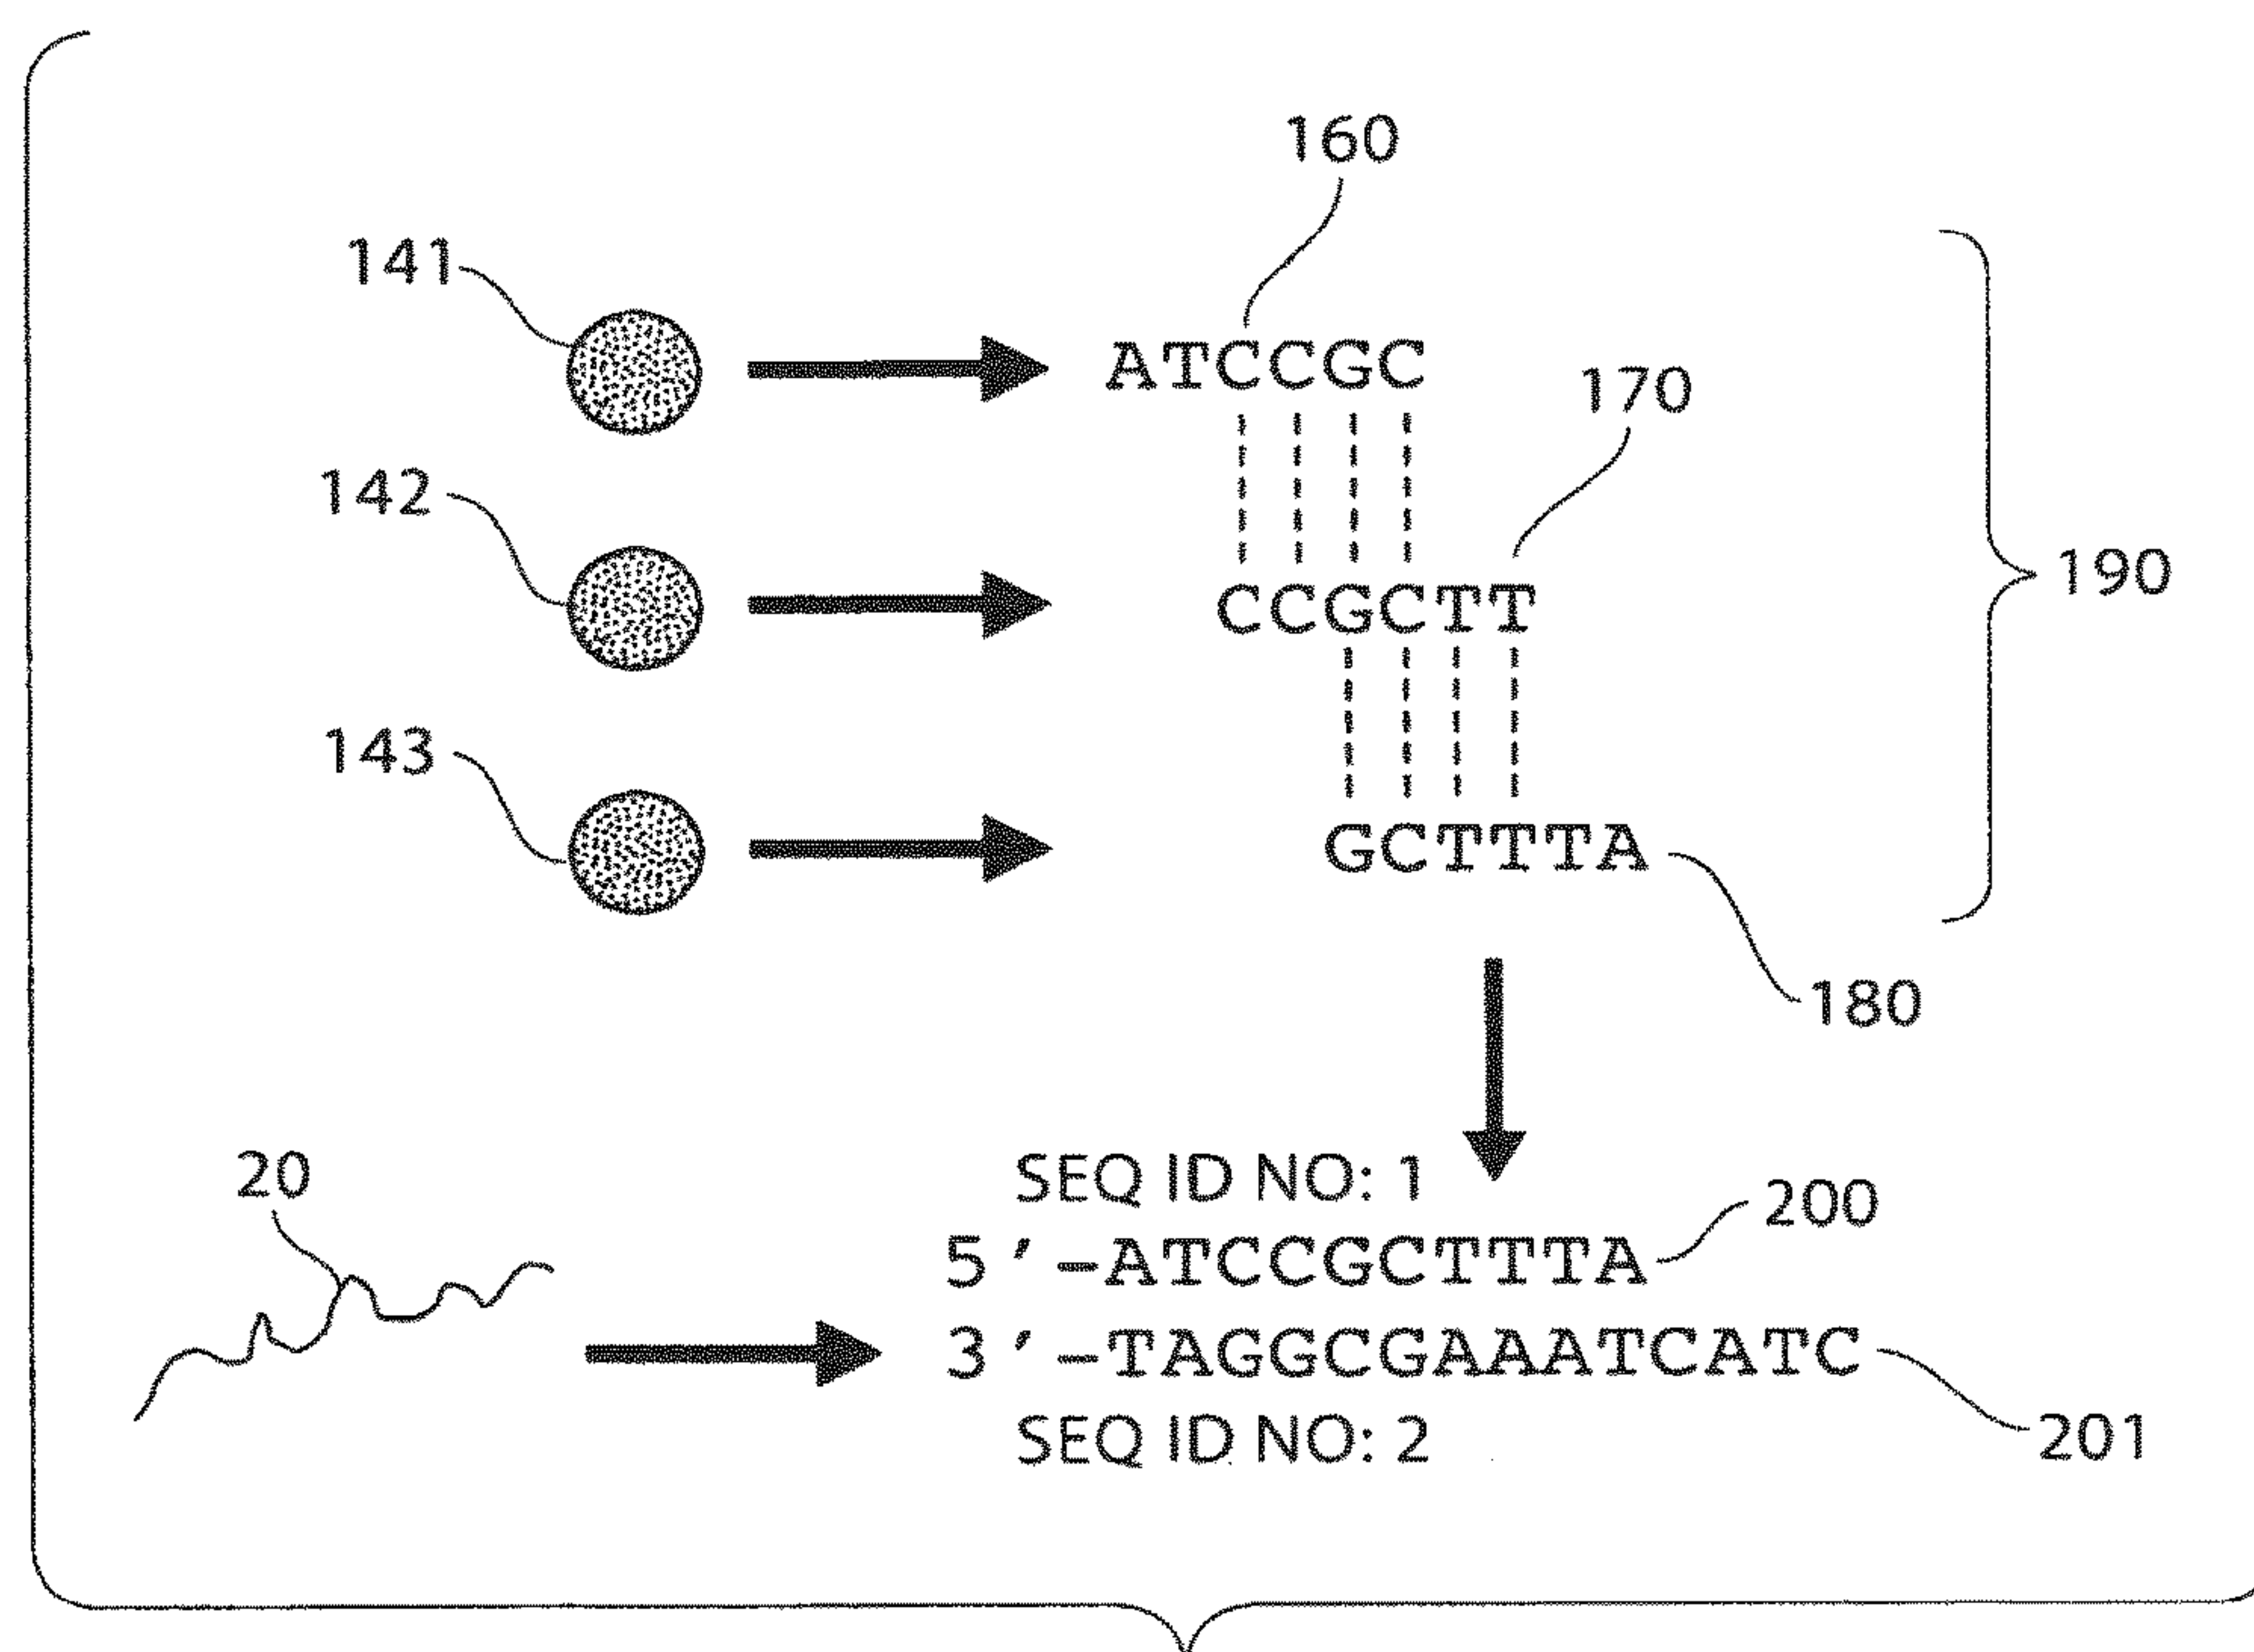 160
141
ATCCGC
170
142
CCGCTT
190
143
GCTTTA
180
20
SEQ ID NO: 1
200
5'-ATCCGCTTTA
3'-TAGGCGAAATCATC
201
SEQ ID NO: 2